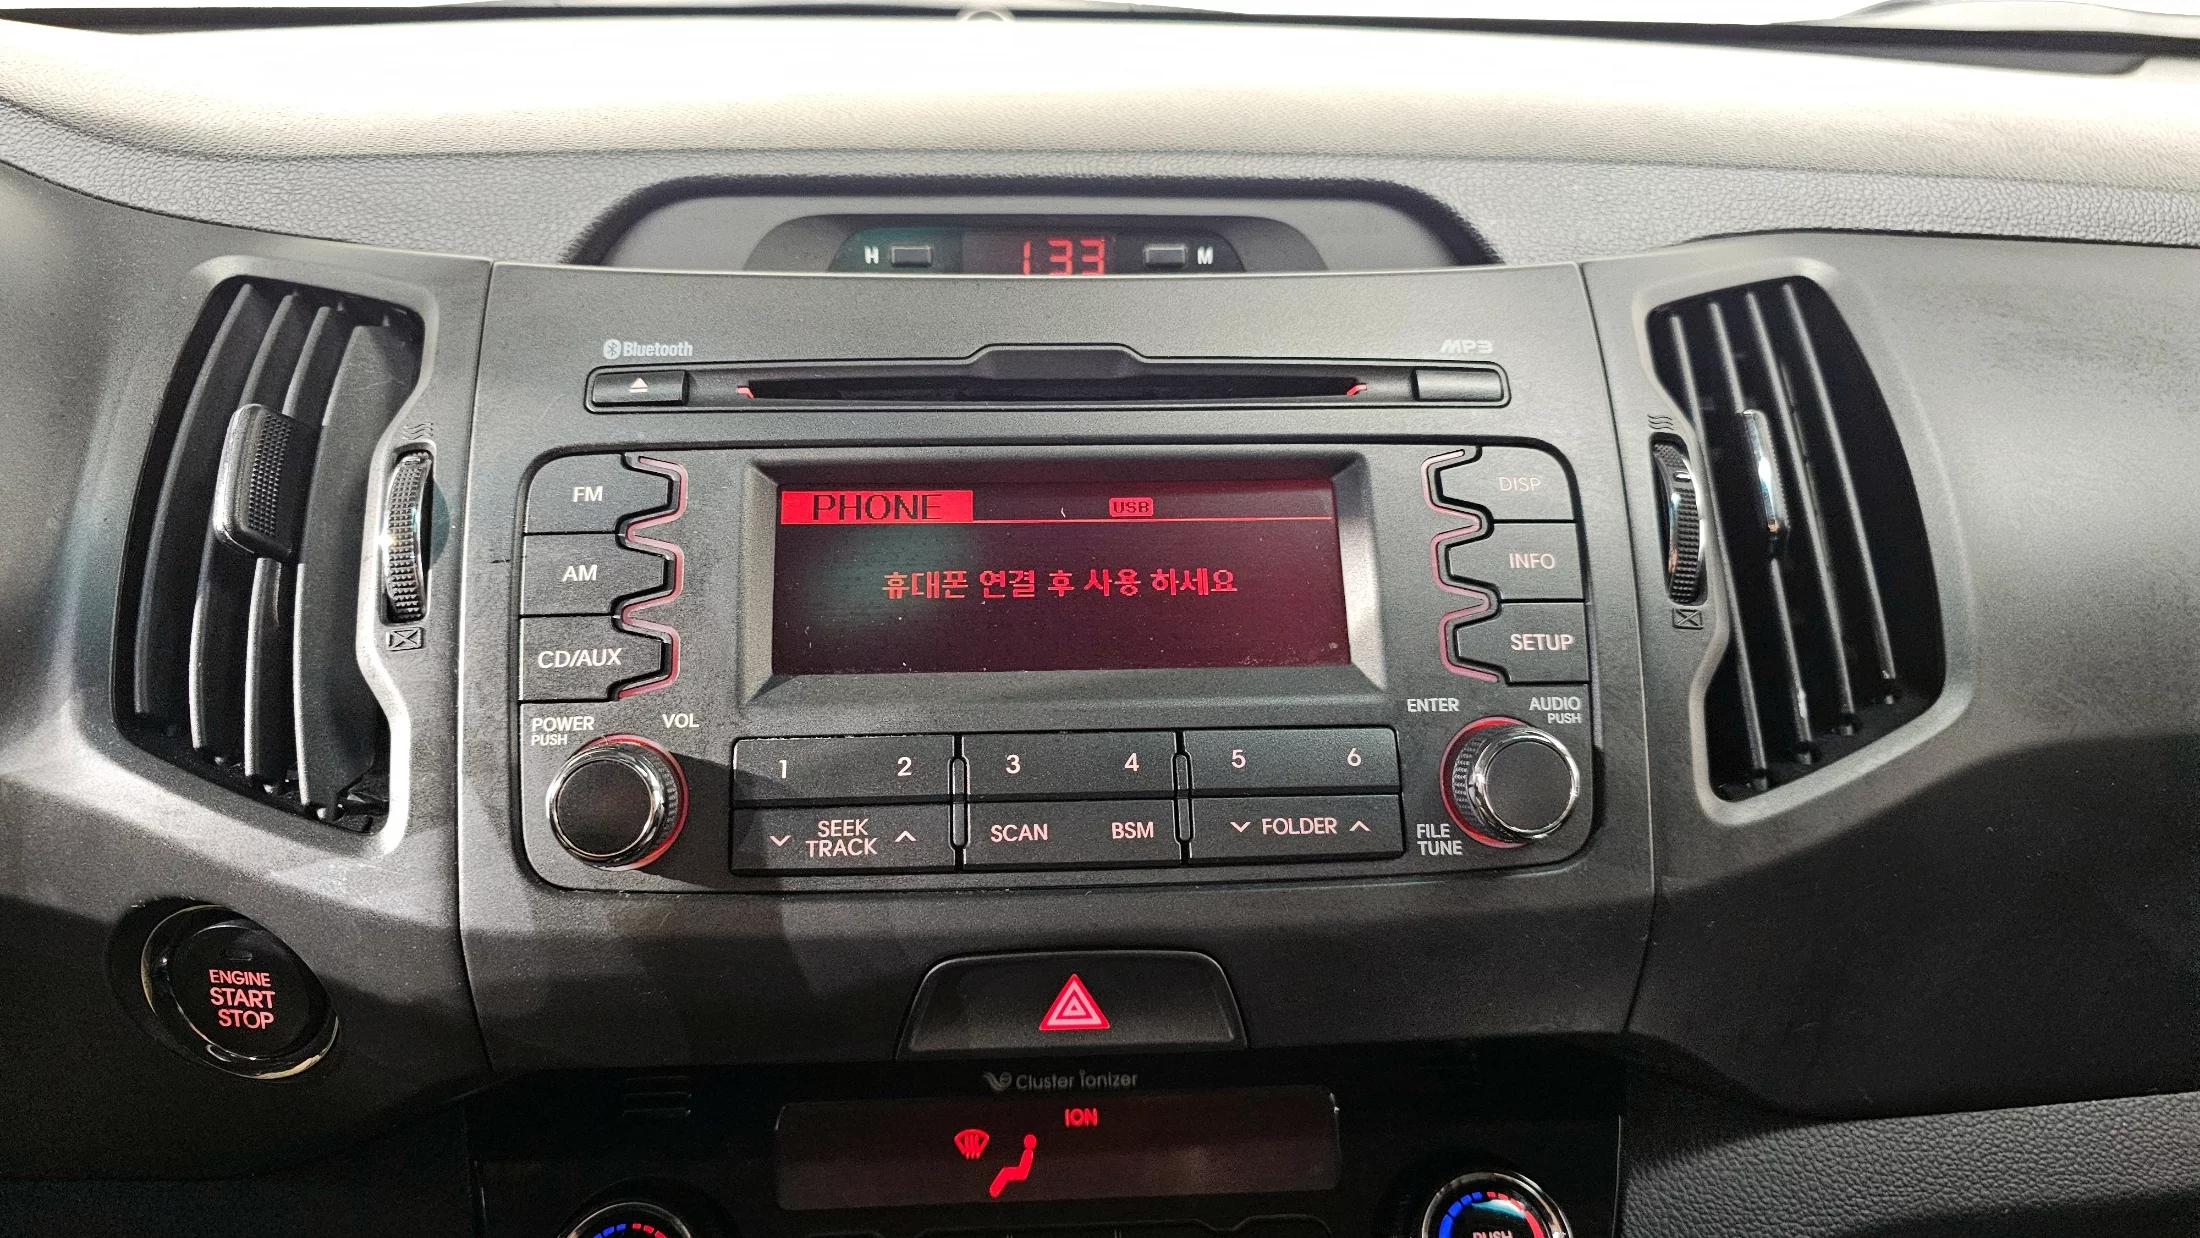 H 1:33 M
Bluetooth
MP3
FM
AM
CD/AUX
PHONE USB
휴대폰 연결 후 사용 하세요
DISP
INFO
SETUP
POWER
PUSH
VOL
ENTER
AUDIO
PUSH
1 2 3 4 5 6
SEEK
TRACK
SCAN BSM FOLDER
FILE
TUNE
ENGINE
START
STOP
Cluster ionizer
ION
PUSH